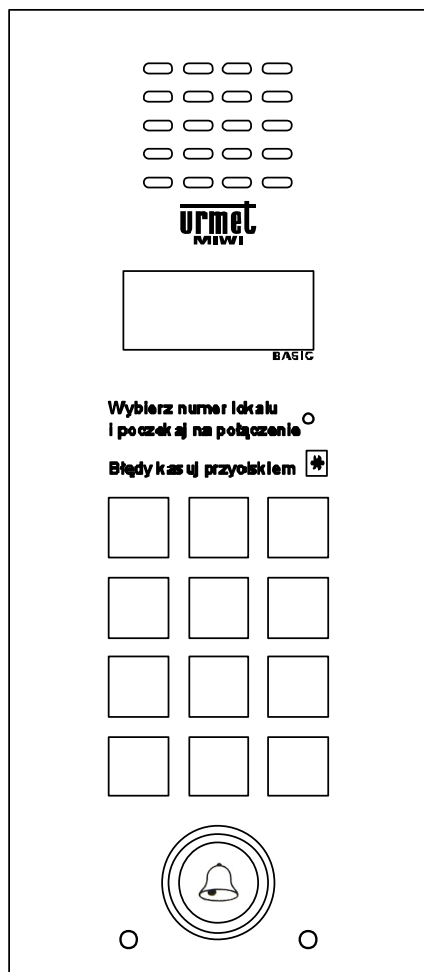 urmet
MIWI
BASIC
Wybierz numer lokalu
i poczekaj na połączenie
Błędy kasuj przyciskiem *